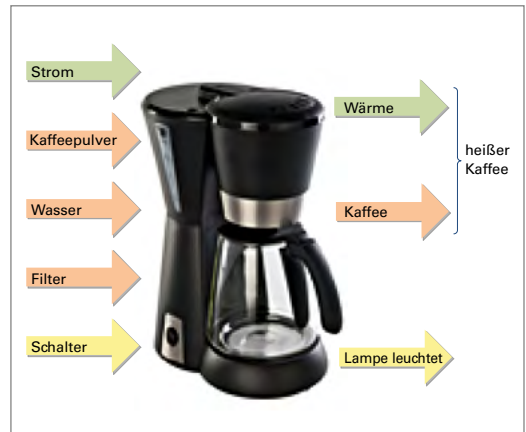 Strom
Kaffeepulver
Wasser
Filter
Schalter
Wärme
Kaffee
heißer
Kaffee
Lampe leuchtet